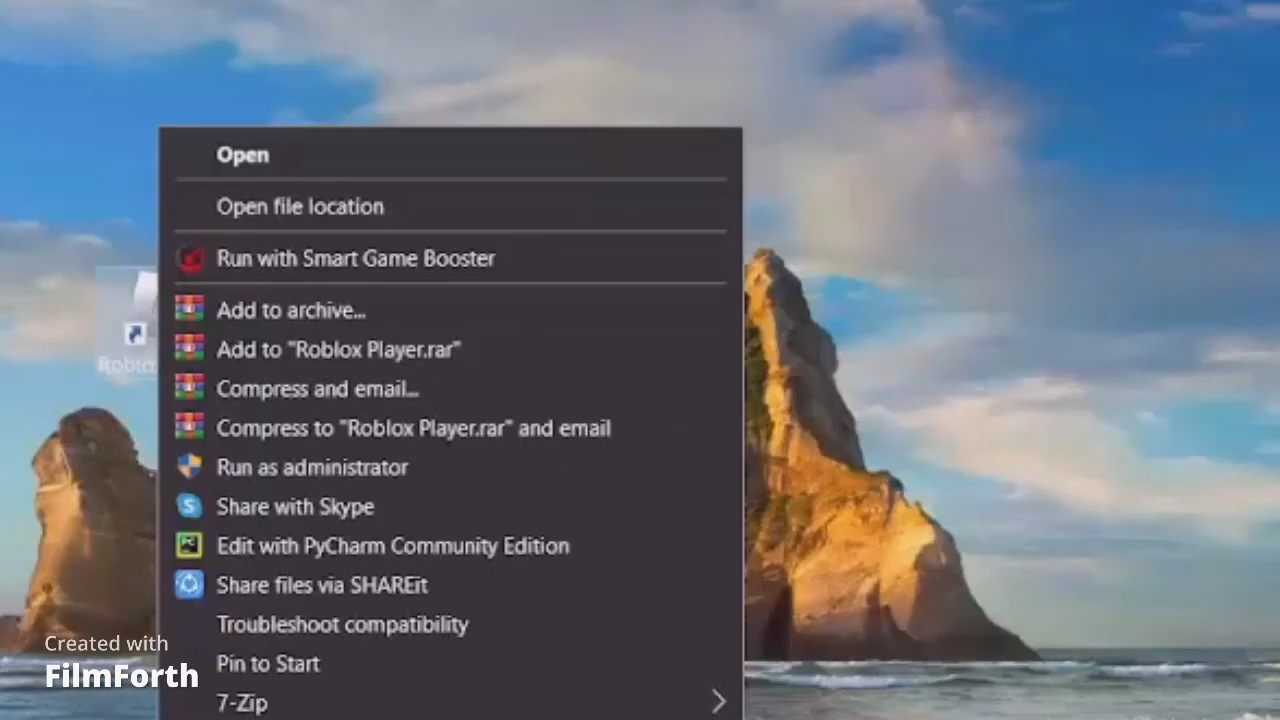 Open
Open file location
Run with Smart Game Booster
Add to archive...
Add to "Roblox Player.rar"
Compress and email...
Compress to "Roblox Player.rar" and email
Run as administrator
Share with Skype
Edit with PyCharm Community Edition
Share files via SHAREit
Troubleshoot compatibility
Pin to Start
7-Zip
Created with
FilmForth